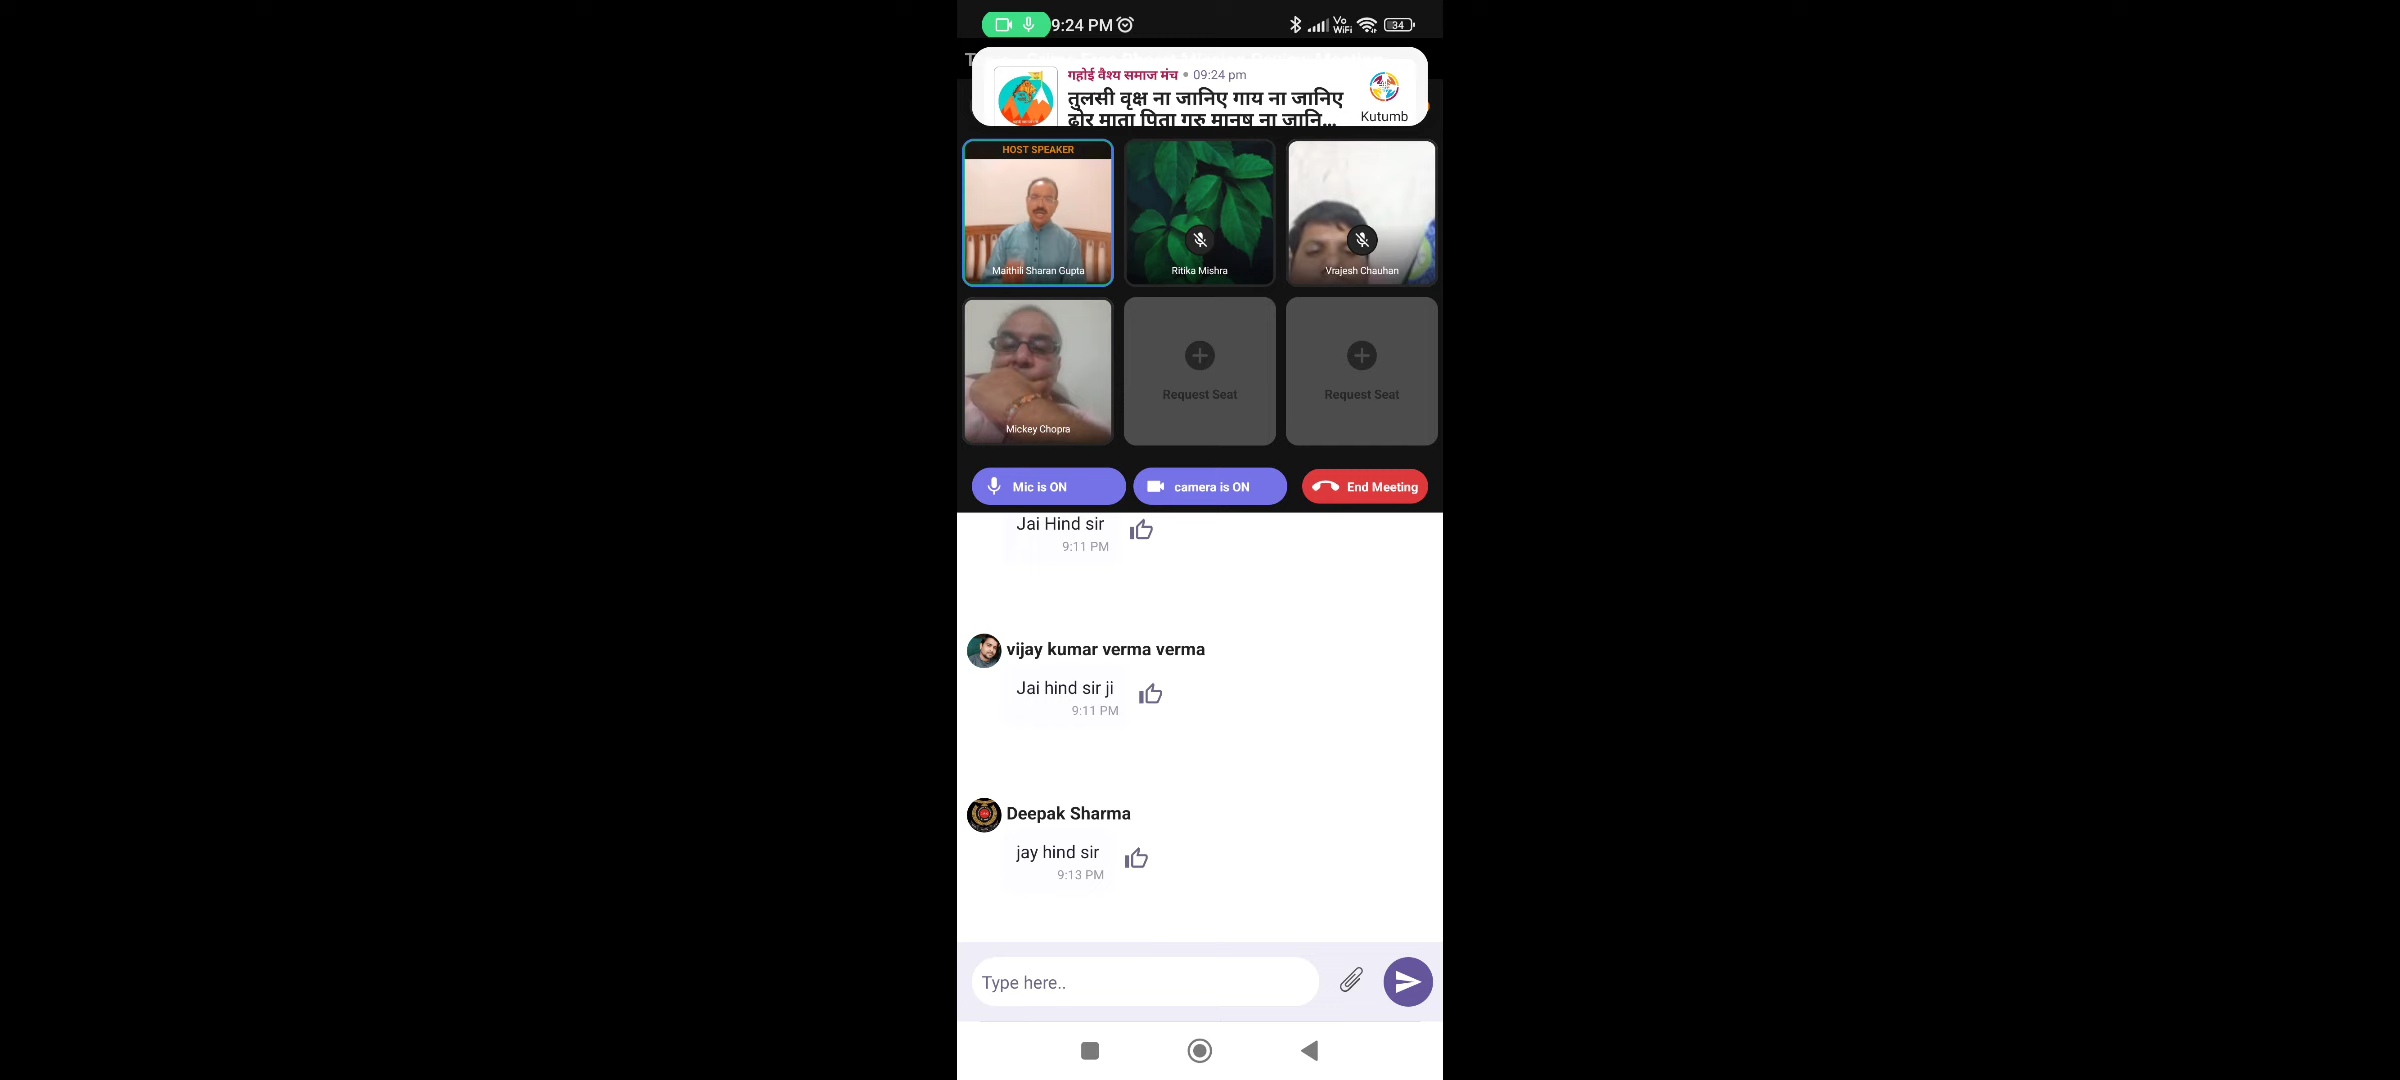 9:24 PM
Vo
WiFi
34
गहोई वैश्य समाज मंच • 09:24 pm
तुलसी वृक्ष ना जानिए गाय ना जानिए
ढोर माता पिता गुरु मानुष ना जानि...
Kutumb
HOST SPEAKER
Maithili Sharan Gupta
Ritika Mishra
Vrajesh Chauhan
Mickey Chopra
Request Seat
Request Seat
Mic is ON
camera is ON
End Meeting
Jai Hind sir
9:11 PM
vijay kumar verma verma
Jai hind sir ji
9:11 PM
Deepak Sharma
jay hind sir
9:13 PM
Type here..